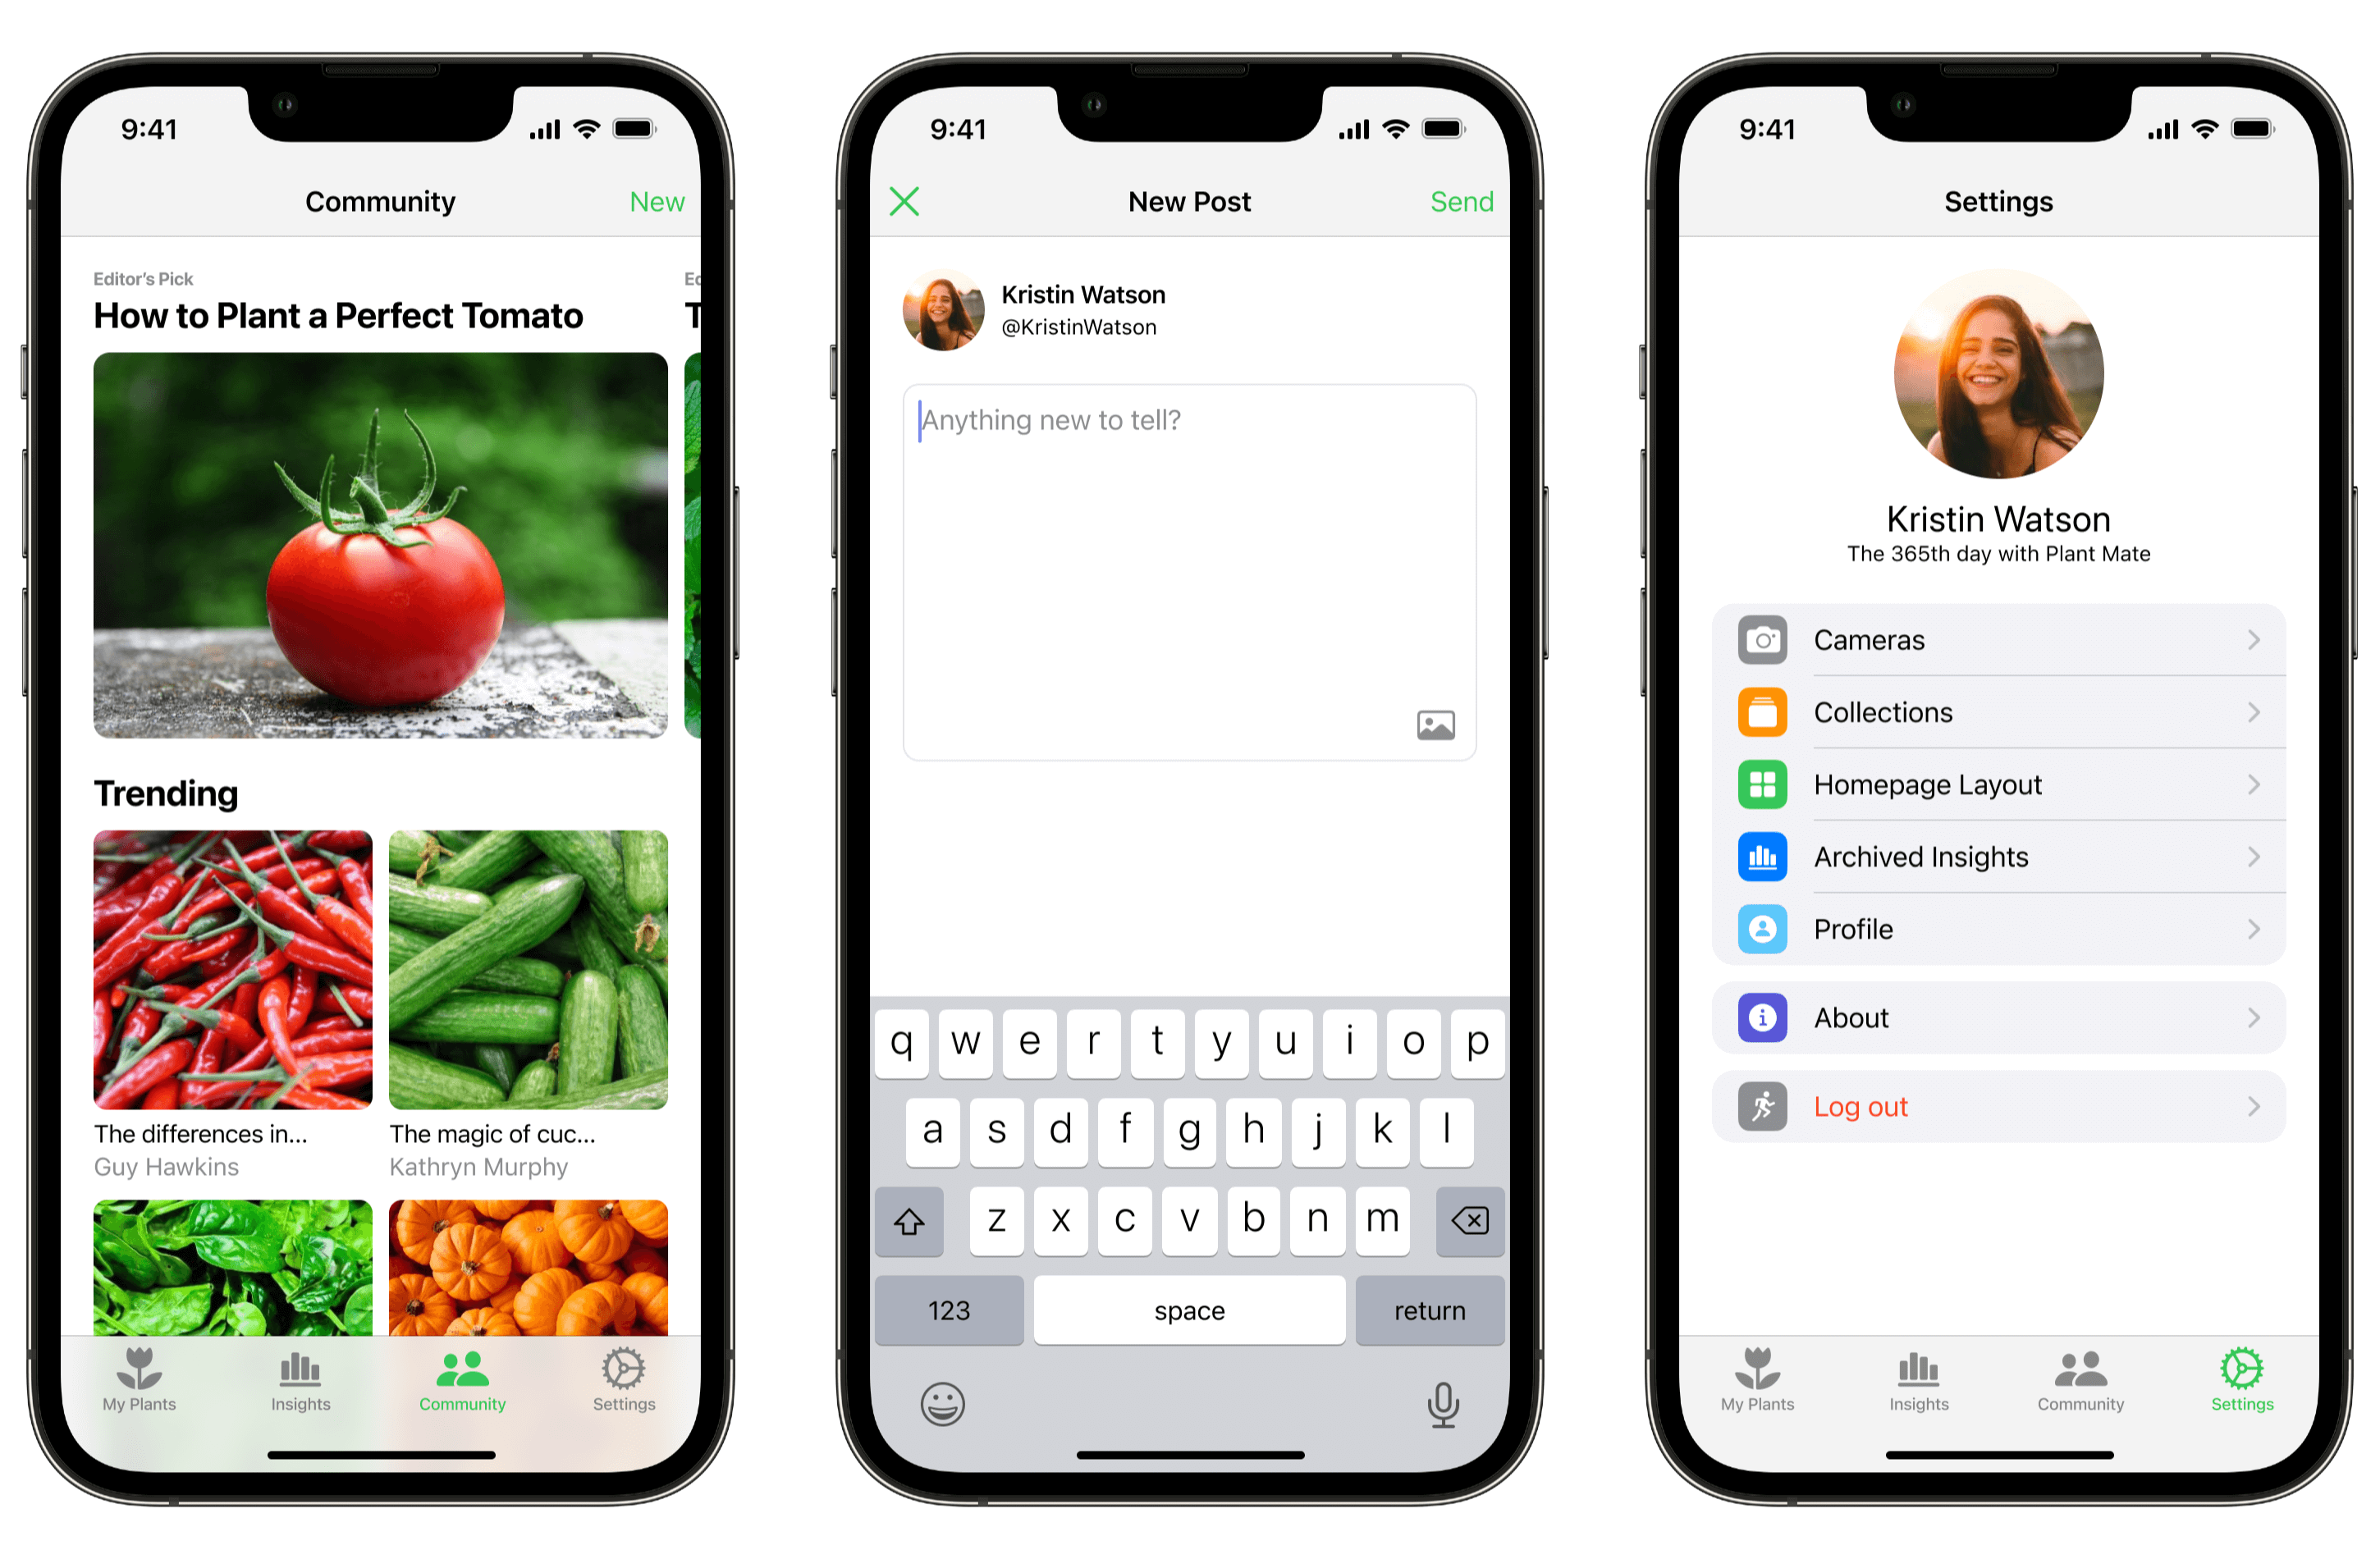 9:41
Community
New
Editor's Pick
How to Plant a Perfect Tomato
Ec
T
Trending
The differences in...
Guy Hawkins
The magic of cuc...
Kathryn Murphy
My Plants
Insights
Community
Settings
9:41
New Post
Send
Kristin Watson
@KristinWatson
Anything new to tell?
q w e r t y u i o p
a s d f g h j k l
z x c v b n m
123
space
return
9:41
Settings
Kristin Watson
The 365th day with Plant Mate
Cameras
Collections
Homepage Layout
Archived Insights
Profile
About
Log out
My Plants
Insights
Community
Settings